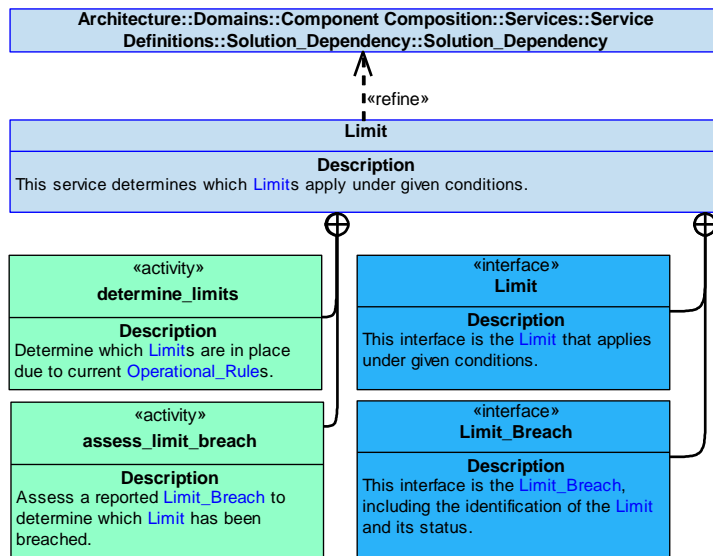 Architecture::Domains::Component Composition::Services::Service
Definitions::Solution_Dependency::Solution_Dependency
«refine»
Limit
Description
This service determines which Limits apply under given conditions.
«activity»
determine_limits
Description
Determine which Limits are in place
due to current Operational_Rules.
«interface»
Limit
Description
This interface is the Limit that applies
under given conditions.
«activity»
assess_limit_breach
Description
Assess a reported Limit_Breach to
determine which Limit has been
breached.
«interface»
Limit_Breach
Description
This interface is the Limit_Breach,
including the identification of the Limit
and its status.